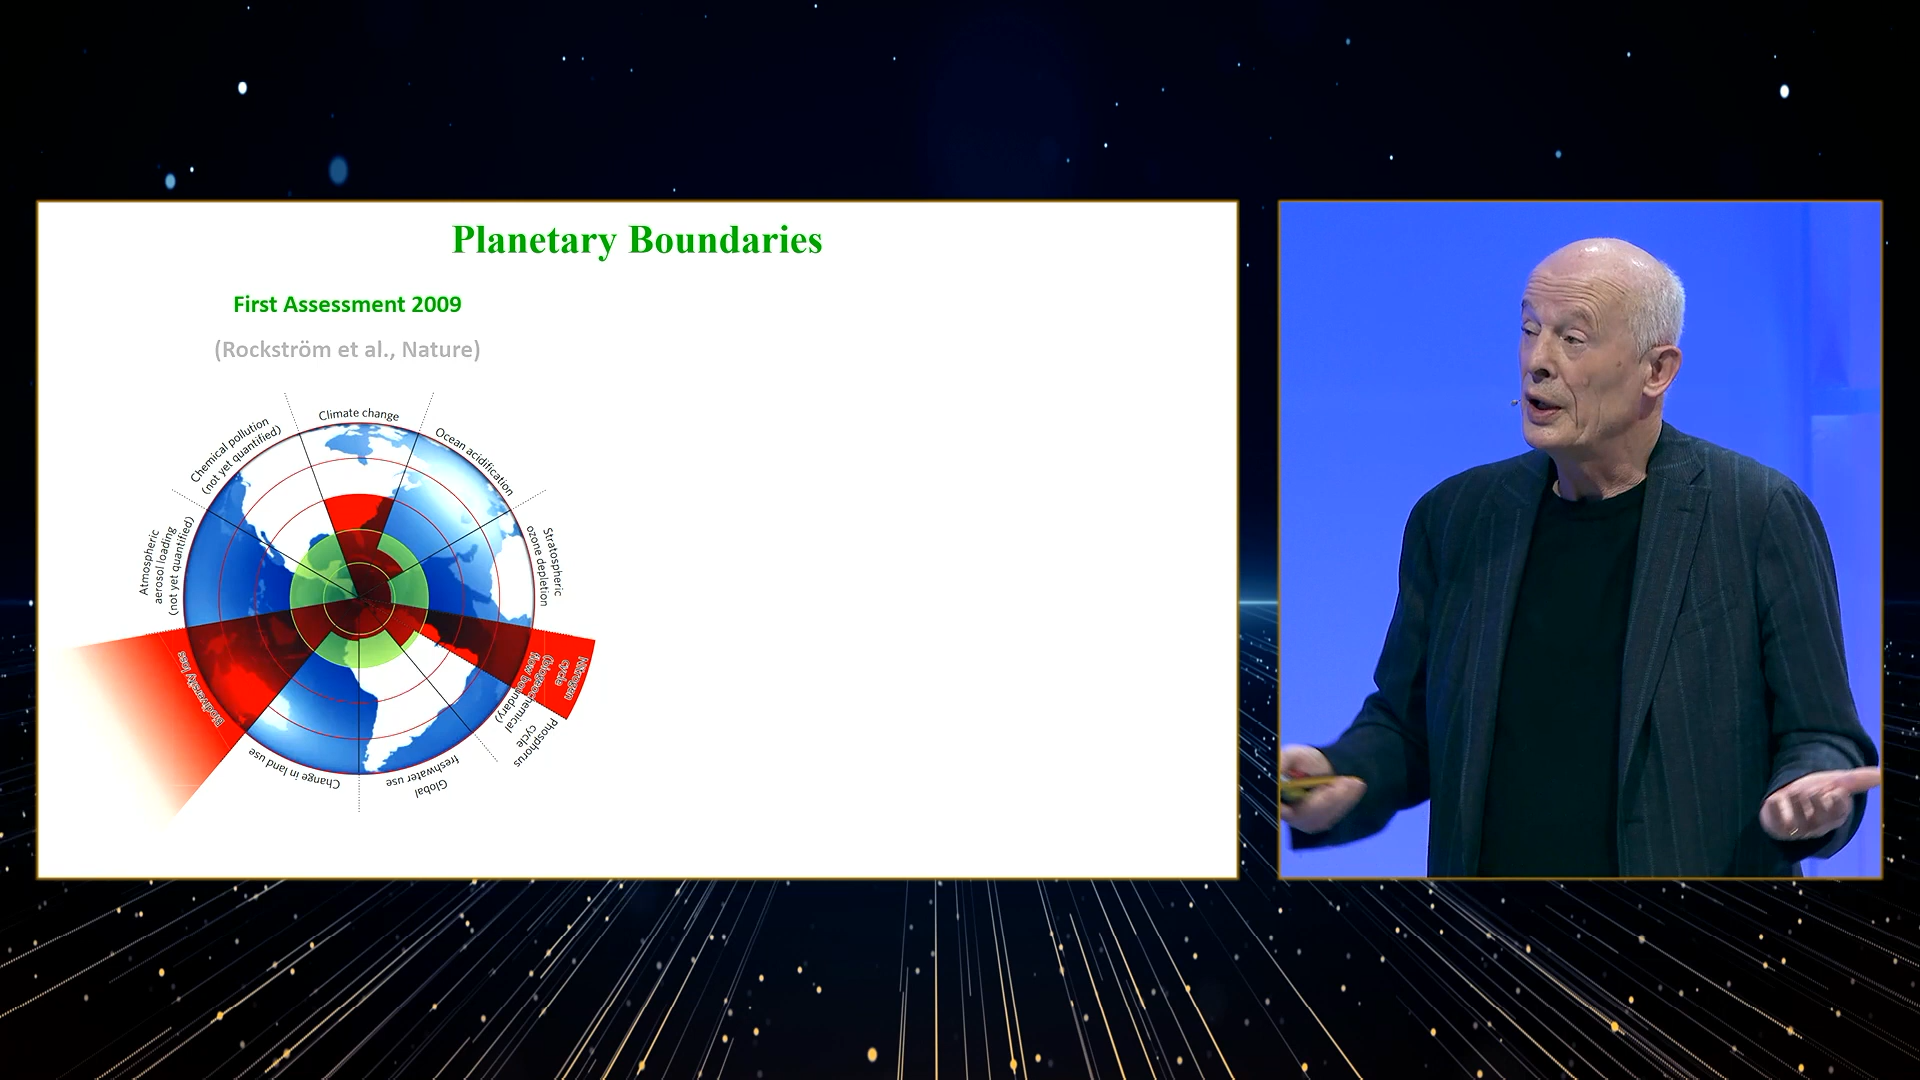 Planetary Boundaries
First Assessment 2009
(Rockström et al., Nature)
Climate change
Ocean acidification
Stratospheric
ozone depletion
Nitrogen
cycle
(biogeochemical
flow boundary)
Phosphorus
cycle
Global
freshwater use
Change in land use
Biodiversity loss
Atmospheric
aerosol loading
(not yet quantified)
Chemical pollution
(not yet quantified)